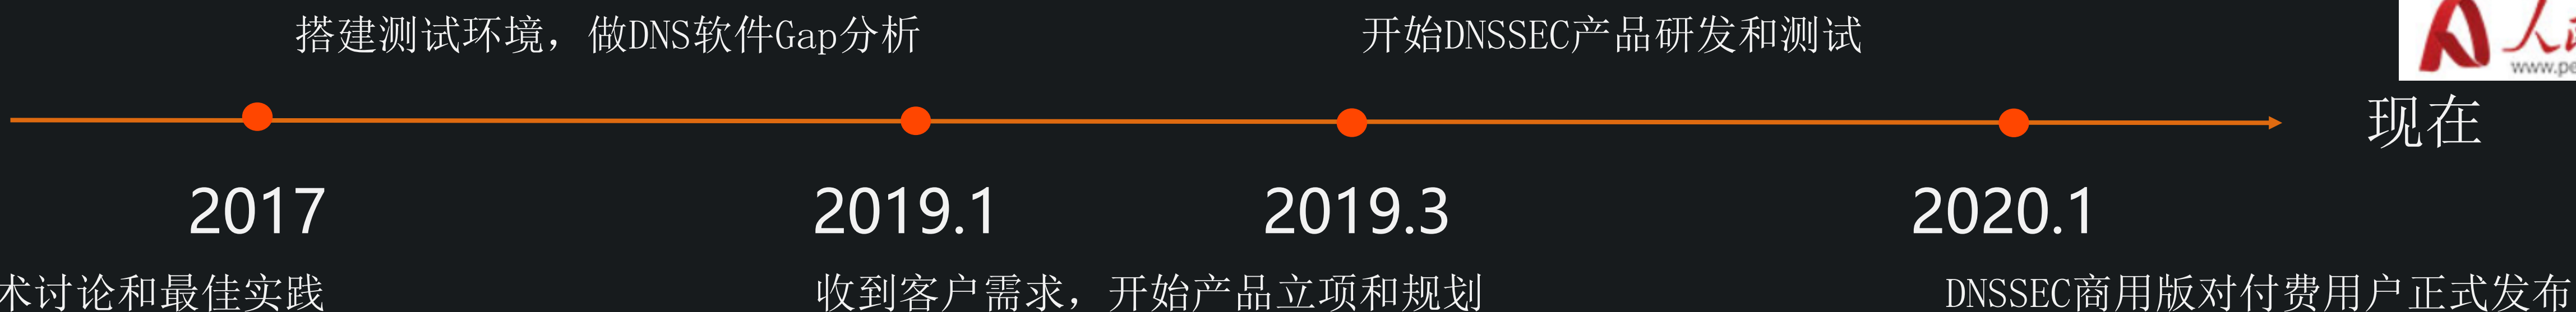 搭建测试环境，做DNS软件Gap分析
开始DNSSEC产品研发和测试
现在
2017
2019.1
2019.3
2020.1
术讨论和最佳实践
收到客户需求，开始产品立项和规划
DNSSEC商用版对付费用户正式发布